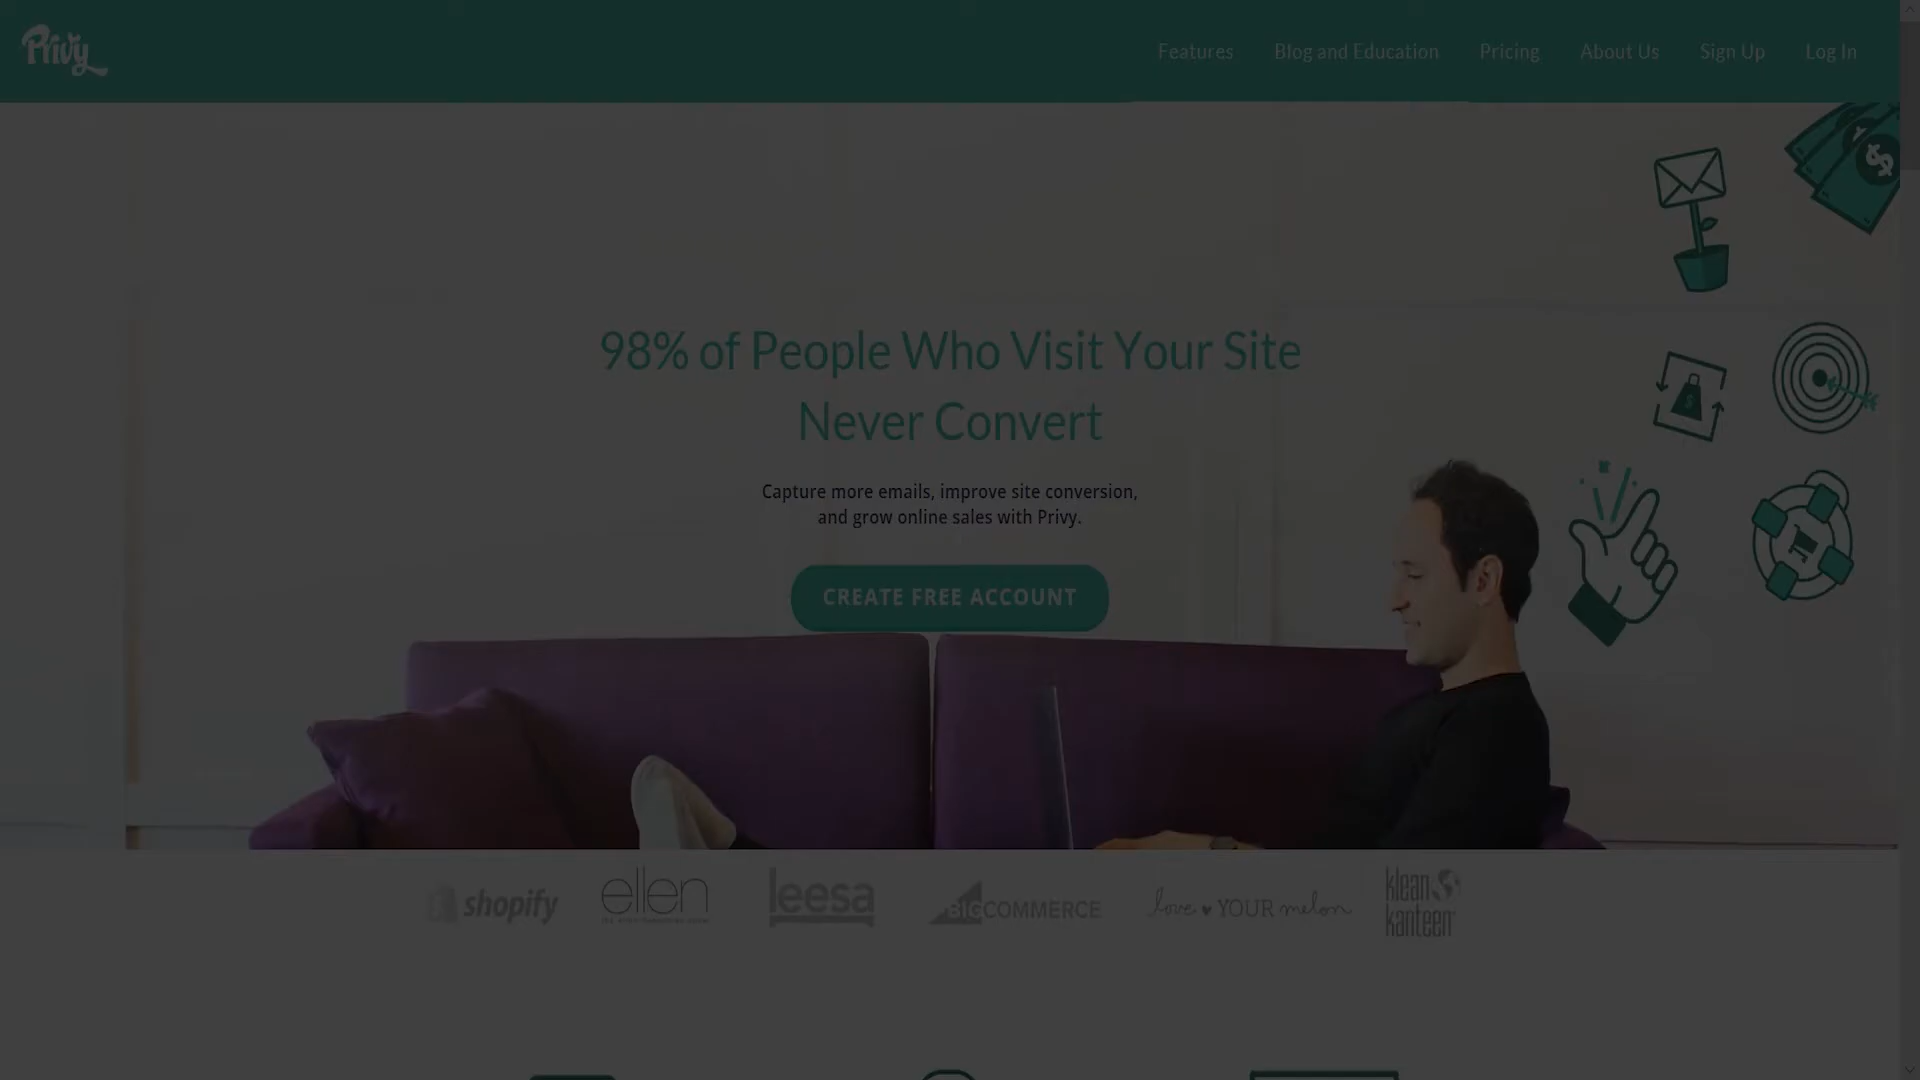 Privy
Features
Blog and Education
Pricing
About Us
Sign Up
Log In
98% of People Who Visit Your Site
Never Convert
Capture more emails, improve site conversion,
and grow online sales with Privy.
CREATE FREE ACCOUNT
shopify
ellen
leesa
BIGCOMMERCE
love YOUR melon
klean
kanteen
$
$